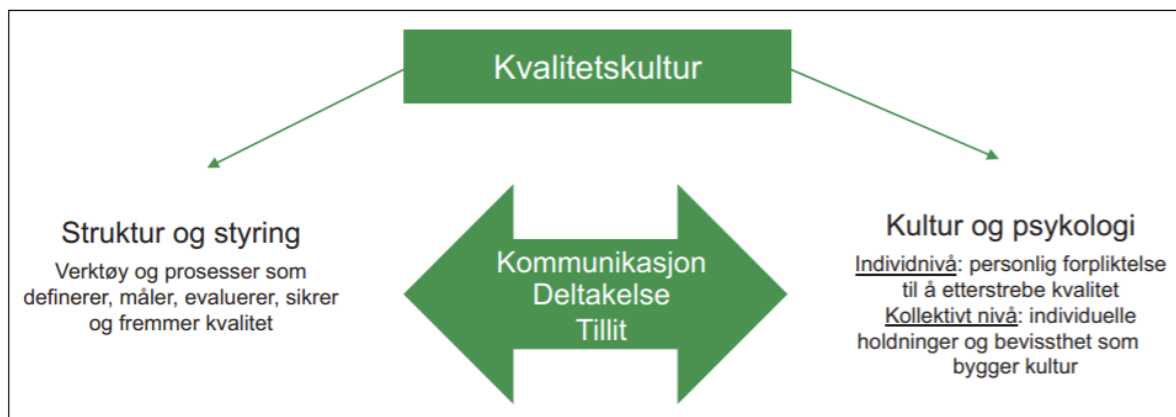 Kvalitetskultur
Struktur og styring
Verktøy og prosesser som
definerer, måler, evaluerer, sikrer
og fremmer kvalitet
Kommunikasjon
Deltakelse
Tillit
Kultur og psykologi
Individnivå: personlig forpliktelse
til å etterstrebe kvalitet
Kollektivt nivå: individuelle
holdninger og bevissthet som
bygger kultur